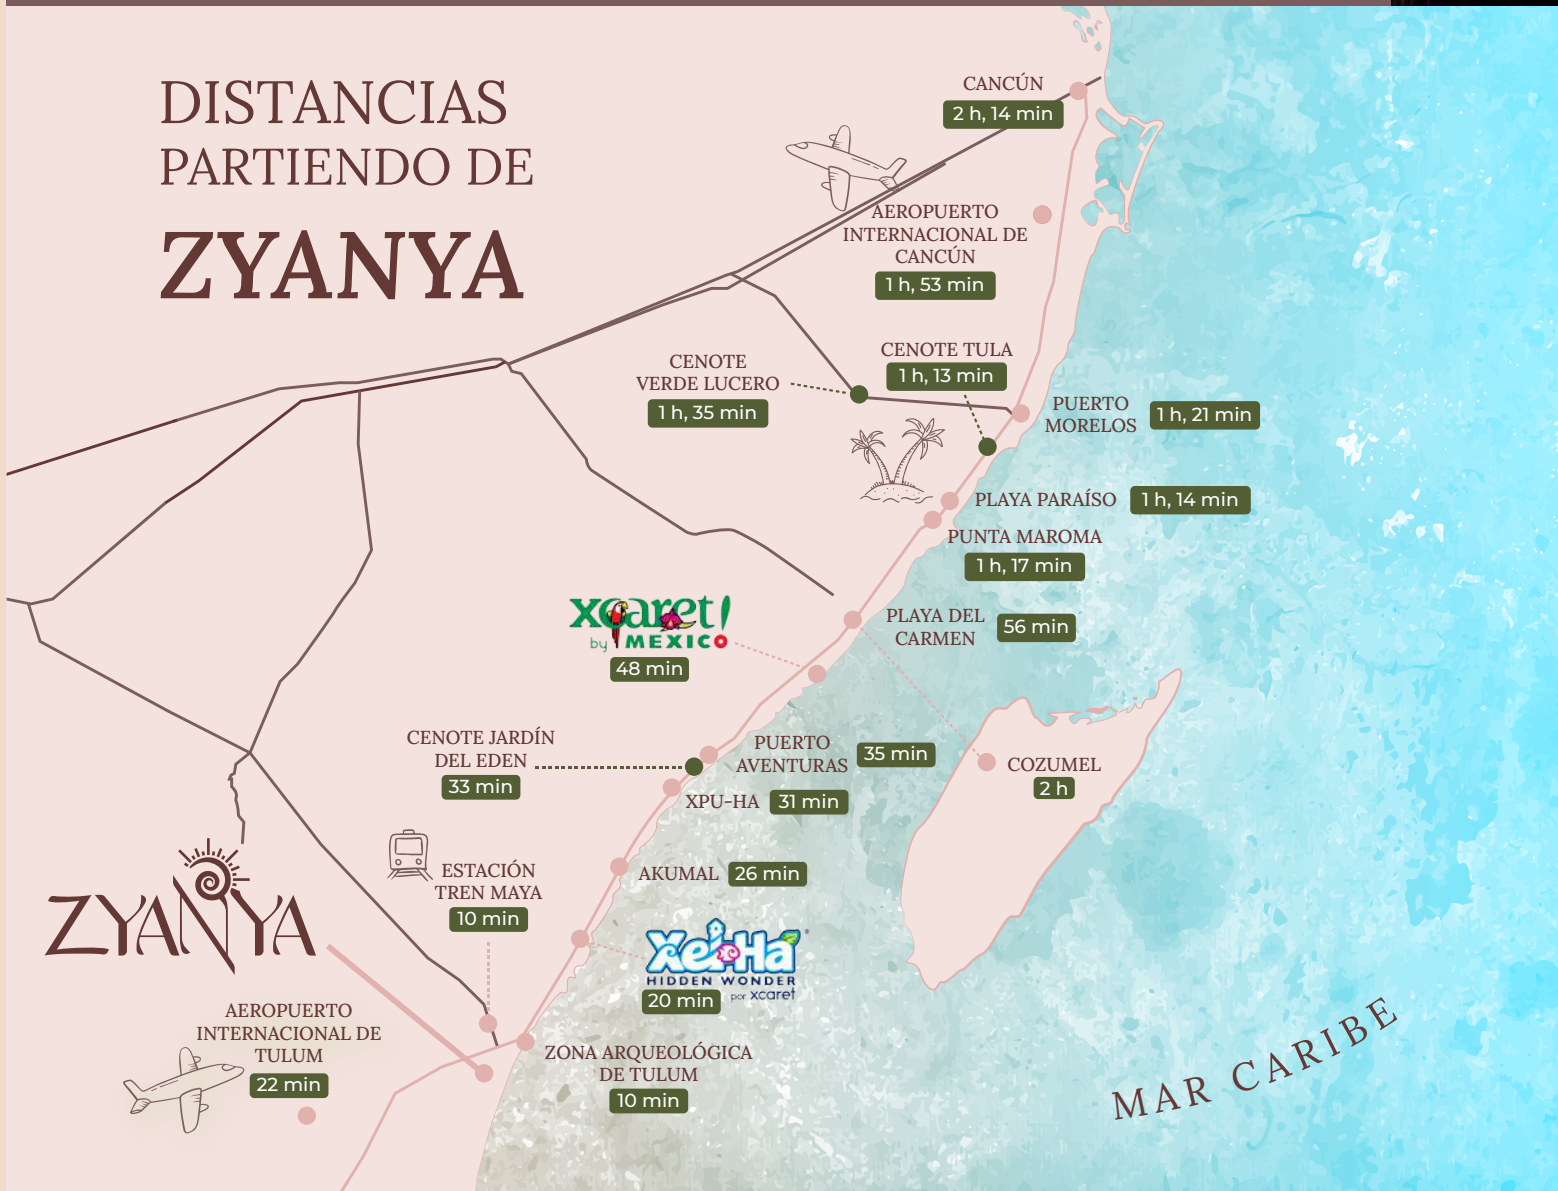 DISTANCIAS
PARTIENDO DE
ZYANYA
CANCÚN
2 h, 14 min
AEROPUERTO
INTERNACIONAL DE
CANCÚN
1 h, 53 min
CENOTE TULA
1 h, 13 min
CENOTE
VERDE LUCERO
1 h, 35 min
PUERTO
MORELOS
1 h, 21 min
PLAYA PARAÍSO
1 h, 14 min
PUNTA MAROMA
1 h, 17 min
xcaret!
by MEXICO
48 min
PLAYA DEL
CARMEN
56 min
CENOTE JARDÍN
DEL EDEN
33 min
PUERTO
AVENTURAS
35 min
COZUMEL
2 h
XPU-HA
31 min
AKUMAL
26 min
ESTACIÓN
TREN MAYA
10 min
ZYANYA
Xel-Há
HIDDEN WONDER
por xcaret
20 min
AEROPUERTO
INTERNACIONAL DE
TULUM
22 min
ZONA ARQUEOLÓGICA
DE TULUM
10 min
MAR CARIBE